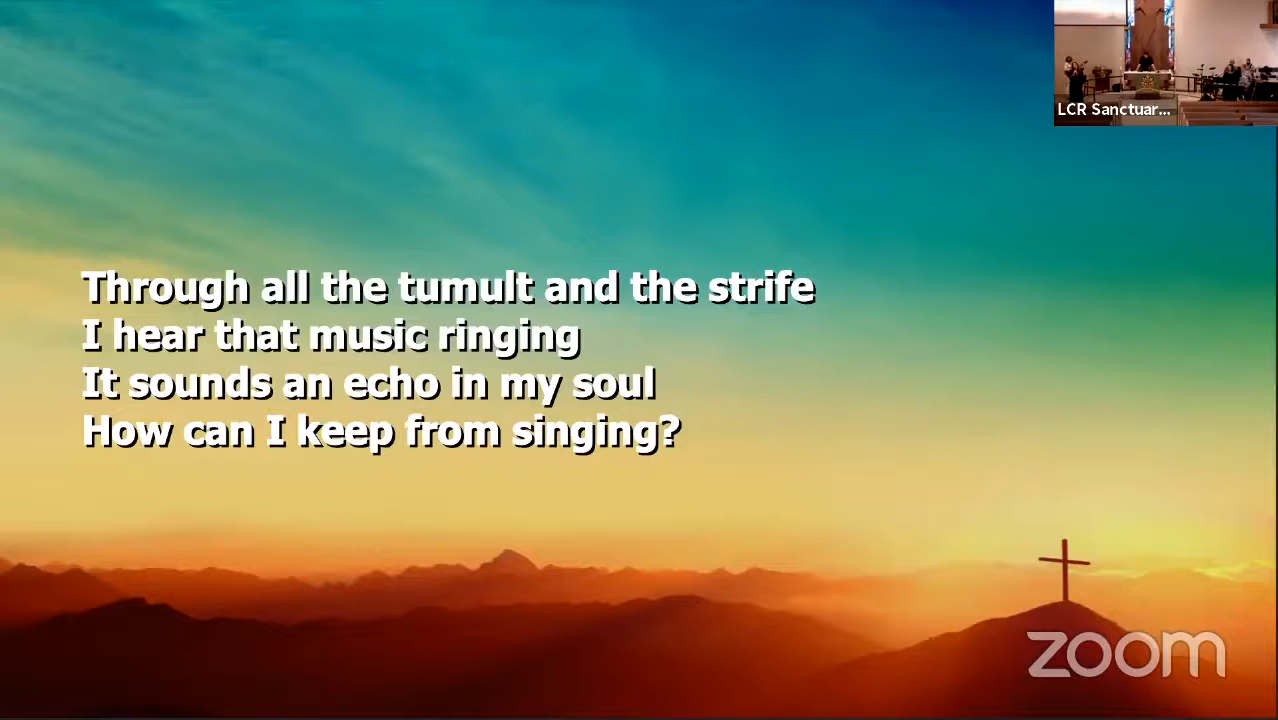 LCR Sanctuar...
Through all the tumult and the strife
I hear that music ringing
It sounds an echo in my soul
How can I keep from singing?
zoom